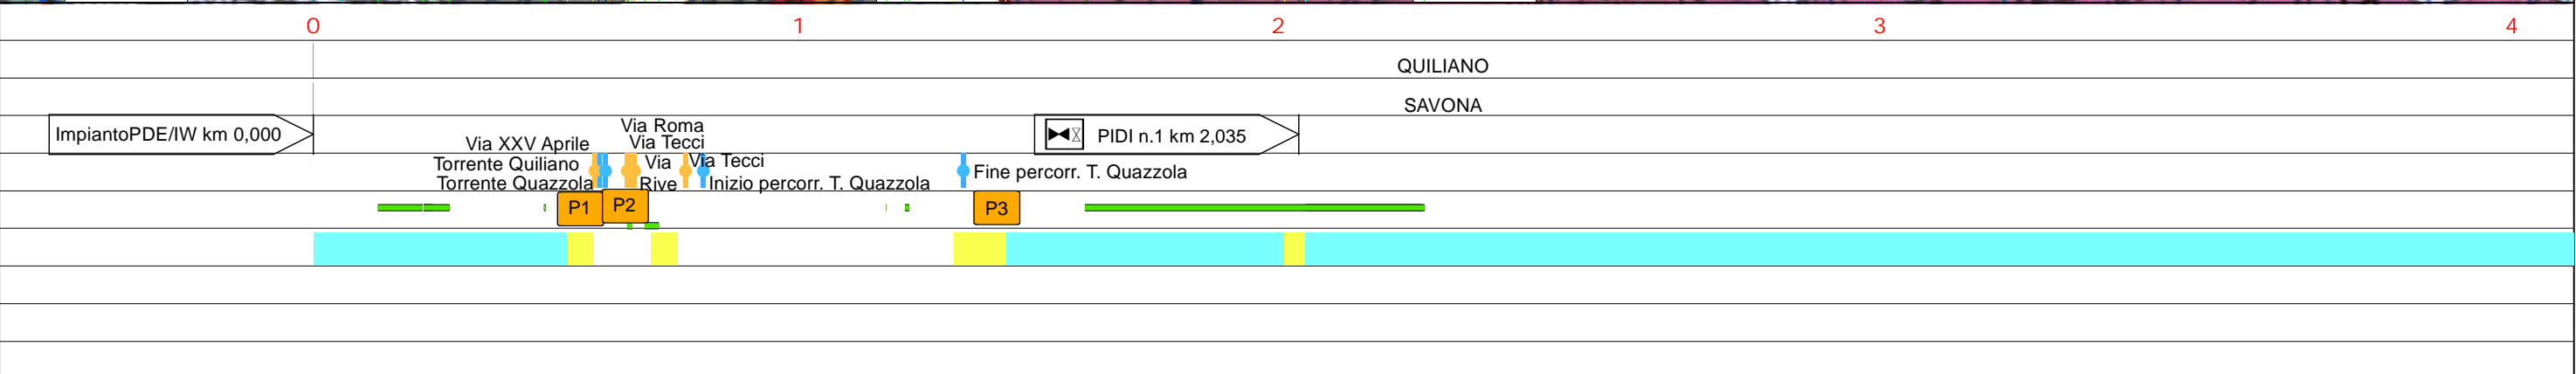 0 1 2 3 4
QUILIANO
SAVONA
ImpiantoPDE/IW km 0,000
PIDI n.1 km 2,035
Via Roma
Via XXV Aprile
Via Tecci
Torrente Quiliano
Via
Via Tecci
Fine percorr. T. Quazzola
Torrente Quazzola
Rive
Inizio percorr. T. Quazzola
P1
P2
P3